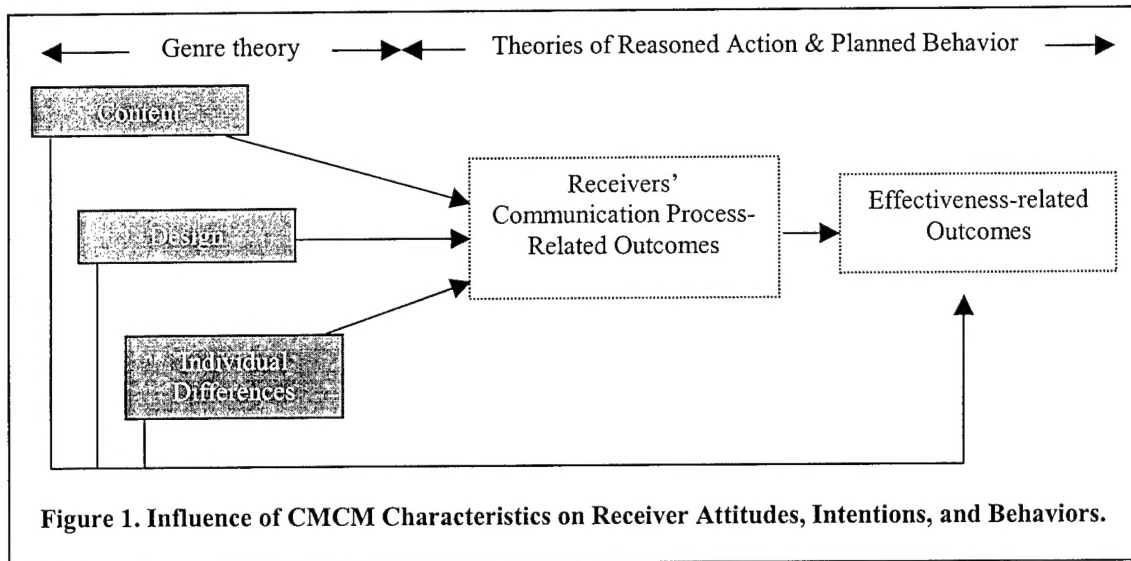 Genre theory
Theories of Reasoned Action & Planned Behavior
Content
Design
Individual
Differences
Receivers’
Communication Process-
Related Outcomes
Effectiveness-related
Outcomes
Figure 1. Influence of CMCM Characteristics on Receiver Attitudes, Intentions, and Behaviors.